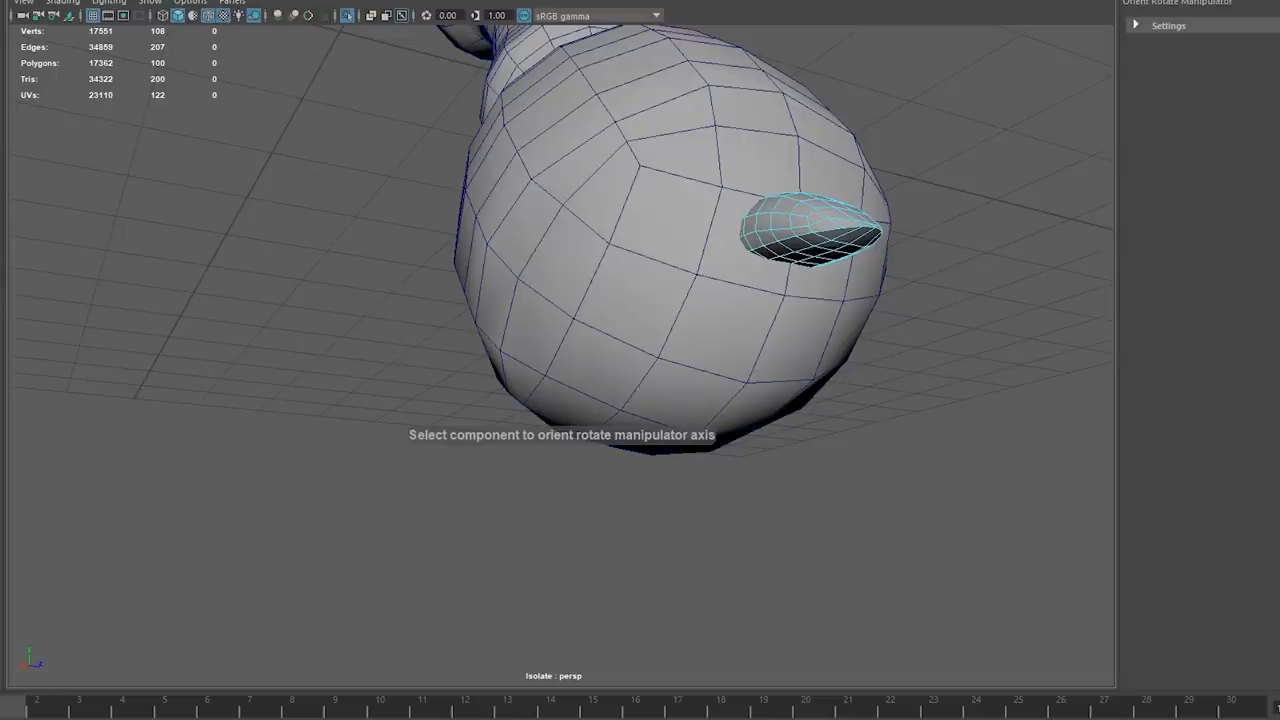 View Shading Lighting Show Options Panels
Orient Rotate Manipulator
0.00 1.00 sRGB gamma
Settings
Verts: 17551 108 0
Edges: 34859 207 0
Polygons: 17362 100 0
Tris: 34322 200 0
UVs: 23110 122 0
Select component to orient rotate manipulator axis
Isolate : persp
2 3 4 5 6 7 8 9 10 11 12 13 14 15 16 17 18 19 20 21 22 23 24 25 26 27 28 29 30